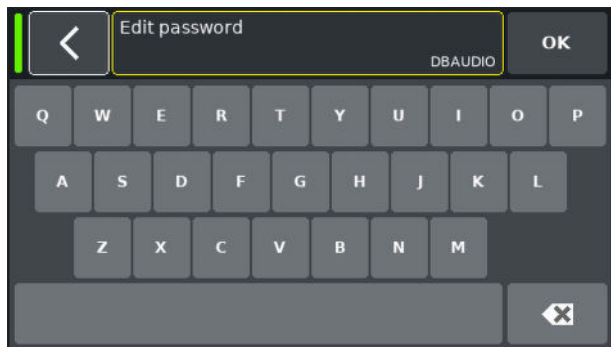 Edit password
DBAUDIO
OK
Q W E R T Y U I O P
A S D F G H J K L
Z X C V B N M